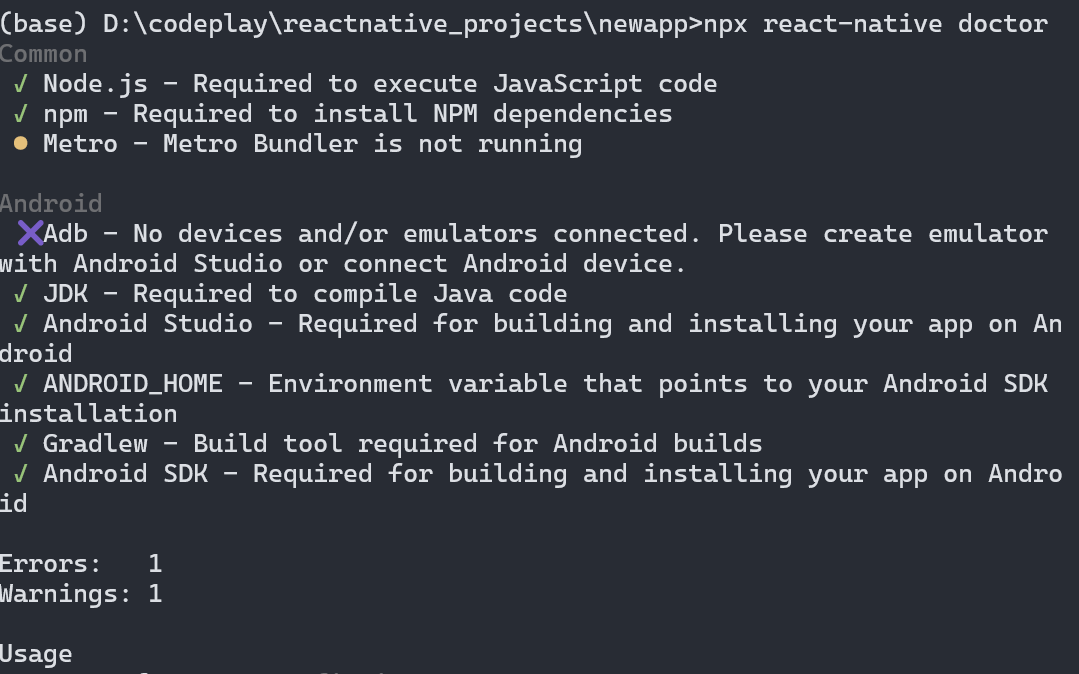 (base) D:\codeplay\reactnative_projects\newapp>npx react-native doctor
Common
✓ Node.js - Required to execute JavaScript code
✓ npm - Required to install NPM dependencies
● Metro - Metro Bundler is not running
Android
✖ Adb - No devices and/or emulators connected. Please create emulator
with Android Studio or connect Android device.
✓ JDK - Required to compile Java code
✓ Android Studio - Required for building and installing your app on An
droid
✓ ANDROID_HOME - Environment variable that points to your Android SDK
installation
✓ Gradlew - Build tool required for Android builds
✓ Android SDK - Required for building and installing your app on Andro
id
Errors:   1
Warnings: 1
Usage